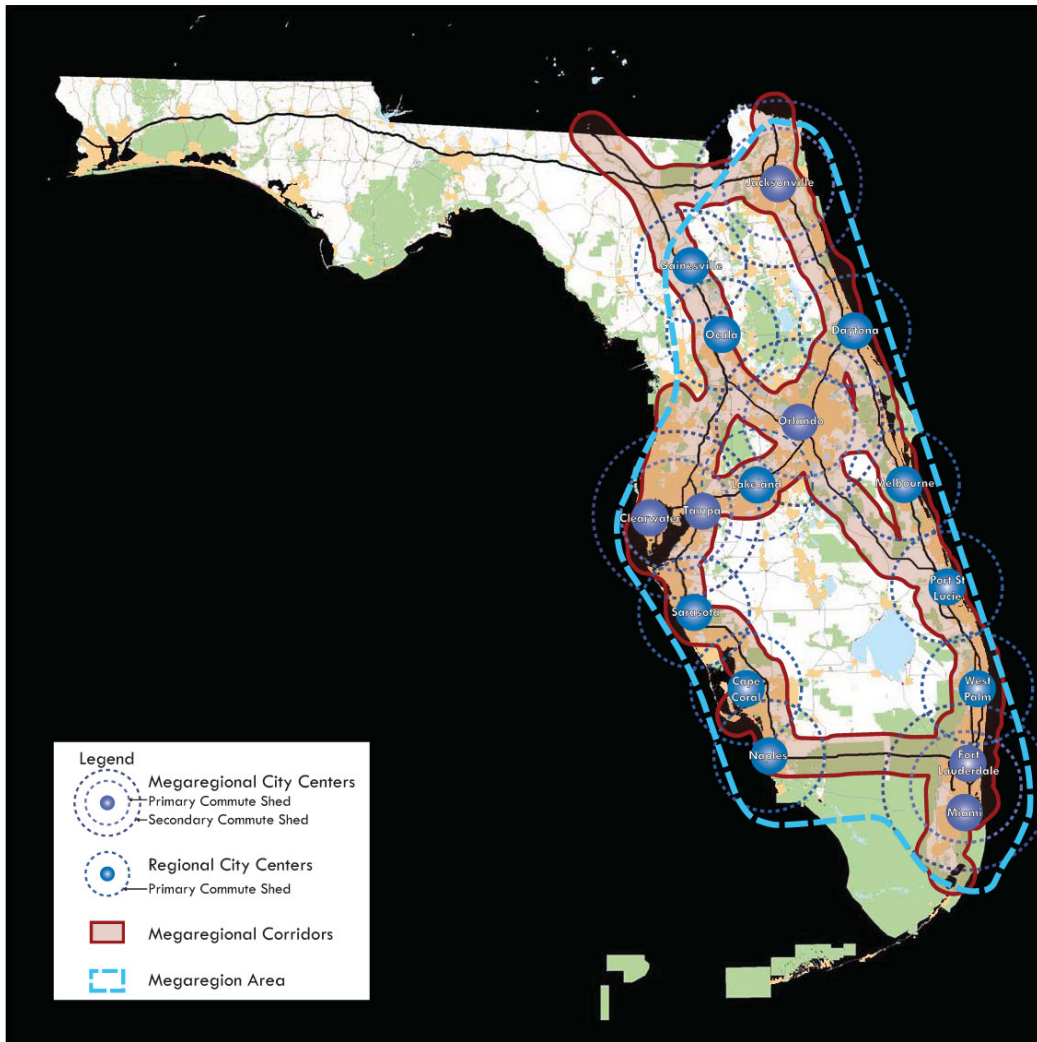 Jacksonville
Gainesville
Ocala
Daytona
Orlando
Lakeland
Melbourne
Clearwater
Tampa
Port St
Lucie
Sarasota
Cape
Coral
West
Palm
Naples
Fort
Lauderdale
Miami
Legend
Megaregional City Centers
Primary Commute Shed
Secondary Commute Shed
Regional City Centers
Primary Commute Shed
Megaregional Corridors
Megaregion Area